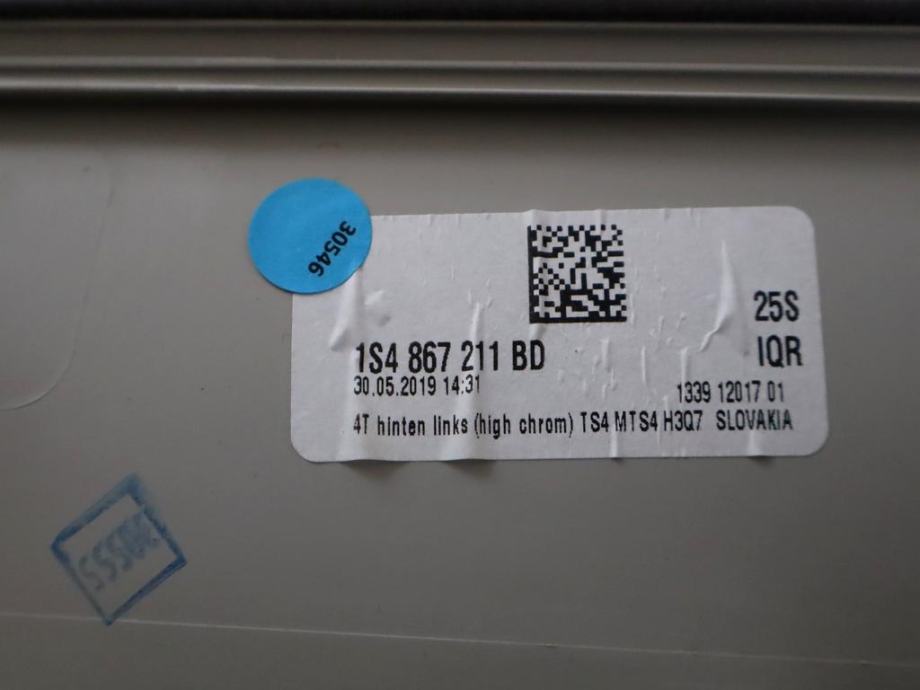 30546
25S
1S4 867 211 BD
IQR
30.05.2019 14:31
1339 12017 01
4T hinten links (high chrom) TS4 MTS4 H3Q7 SLOVAKIA